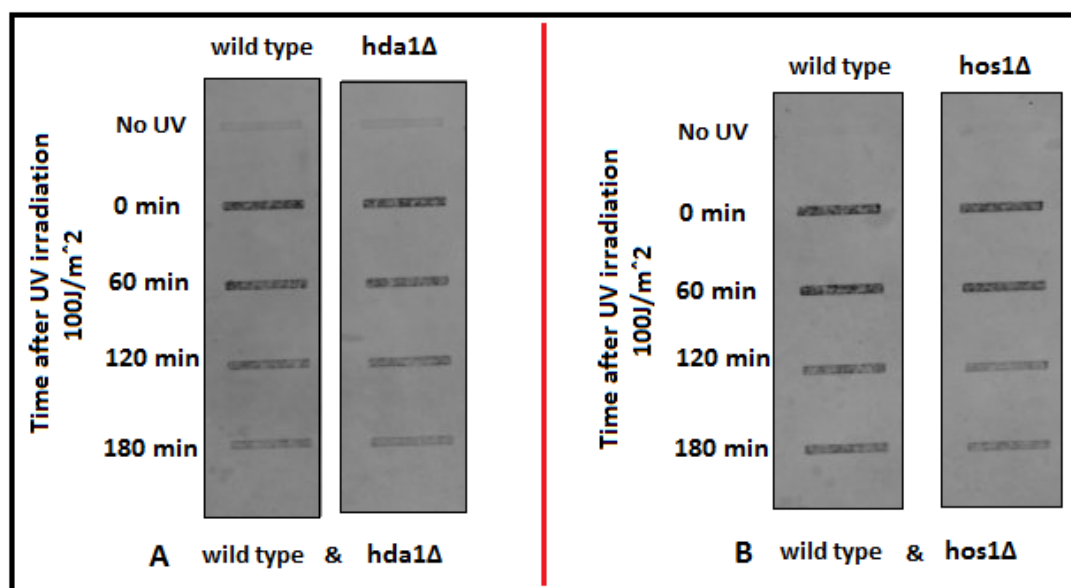 wild type hda1Δ
No UV
0 min
60 min
120 min
180 min
Time after UV irradiation
100J/m^2
A wild type & hda1Δ
wild type hos1Δ
No UV
0 min
60 min
120 min
180 min
Time after UV irradiation
100J/m^2
B wild type & hos1Δ